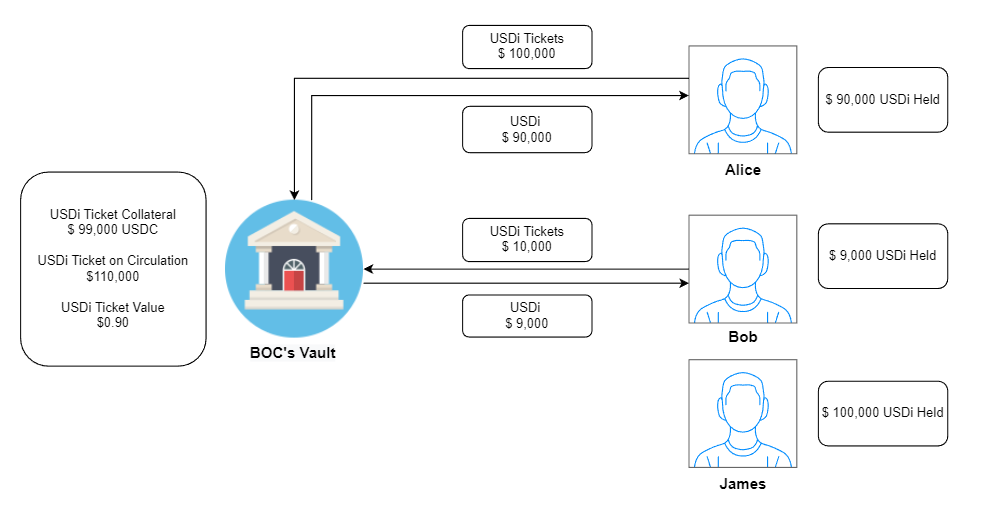 USDi Tickets
$ 100,000
USDi
$ 90,000
$ 90,000 USDi Held
Alice
USDi Ticket Collateral
$ 99,000 USDC
USDi Ticket on Circulation
$110,000
USDi Ticket Value
$0.90
BOC's Vault
USDi Tickets
$ 10,000
USDi
$ 9,000
$ 9,000 USDi Held
Bob
$ 100,000 USDi Held
James